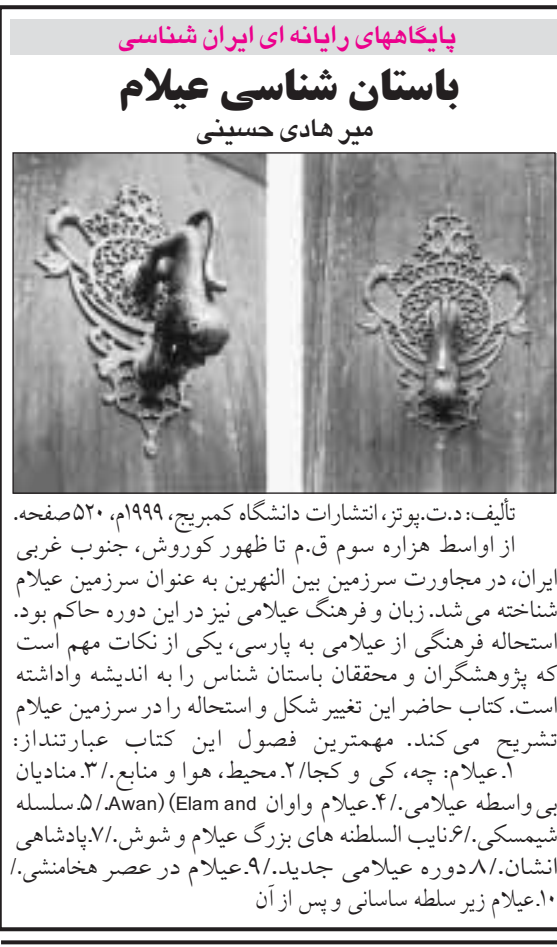 پایگاههای رایانه ای ایران شناسی
باستان شناسی عیلام
میر هادی حسینی
تألیف: د.ت.پوتز، انتشارات دانشگاه کمبریج، ۱۹۹۹م، ۵۲۰صفحه.
از اواسط هزاره سوم ق.م تا ظهور کوروش، جنوب غربی
ایران، در مجاورت سرزمین بین النهرین به عنوان سرزمین عیلام
شناخته می شد. زبان و فرهنگ عیلامی نیز در این دوره حاکم بود.
استحاله فرهنگی از عیلامی به پارسی، یکی از نکات مهم است
که پژوهشگران و محققان باستان شناس را به اندیشه واداشته
است. کتاب حاضر این تغییر شکل و استحاله را در سرزمین عیلام
تشریح می کند. مهمترین فصول این کتاب عبارتنداز:
۱.عیلام: چه، کی و کجا/۲.محیط، هوا و منابع./۳.منادیان
بی واسطه عیلامی./۴.عیلام واوان Elam and) (Awan./۵.سلسله
شیمسکی./۶.نایب السلطنه های بزرگ عیلام و شوش./۷.پادشاهی
انشان./۸.دوره عیلامی جدید./۹.عیلام در عصر هخامنشی./
۱۰.عیلام زیر سلطه ساسانی و پس از آن